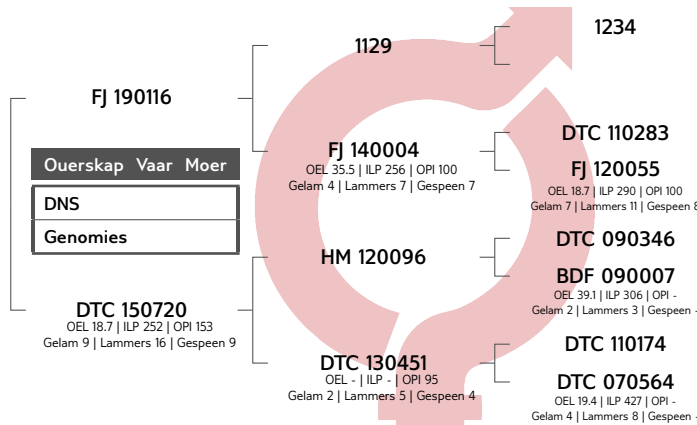 1234
1129
FJ 190116
DTC 110283
FJ 140004
OEL 35.5 | ILP 256 | OPI 100
Gelam 4 | Lammers 7 | Gespeen 7
FJ 120055
OEL 18.7 | ILP 290 | OPI 100
Gelam 7 | Lammers 11 | Gespeen 8
Ouerskap Vaar Moer
DNS
Genomies
DTC 090346
HM 120096
BDF 090007
OEL 39.1 | ILP 306 | OPI -
Gelam 2 | Lammers 3 | Gespeen -
DTC 150720
OEL 18.7 | ILP 252 | OPI 153
Gelam 9 | Lammers 16 | Gespeen 9
DTC 110174
DTC 130451
OEL - | ILP - | OPI 95
Gelam 2 | Lammers 5 | Gespeen 4
DTC 070564
OEL 19.4 | ILP 427 | OPI -
Gelam 4 | Lammers 8 | Gespeen -